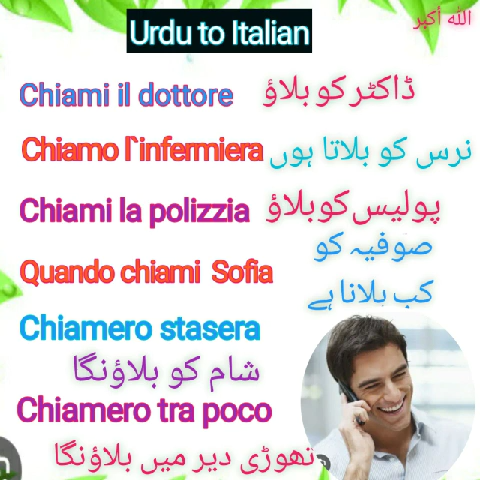 الله أكبر
Urdu to Italian
Chiami il dottore ڈاکٹر کو بلاؤ
Chiamo l`infermiera نرس کو بلاتا ہوں
Chiami la polizzia پولیس کو بلاؤ
Quando chiami Sofia صوفیہ کو
کب بلانا ہے
Chiamero stasera
شام کو بلاؤنگا
Chiamero tra poco
تھوڑی دیر میں بلاؤنگا